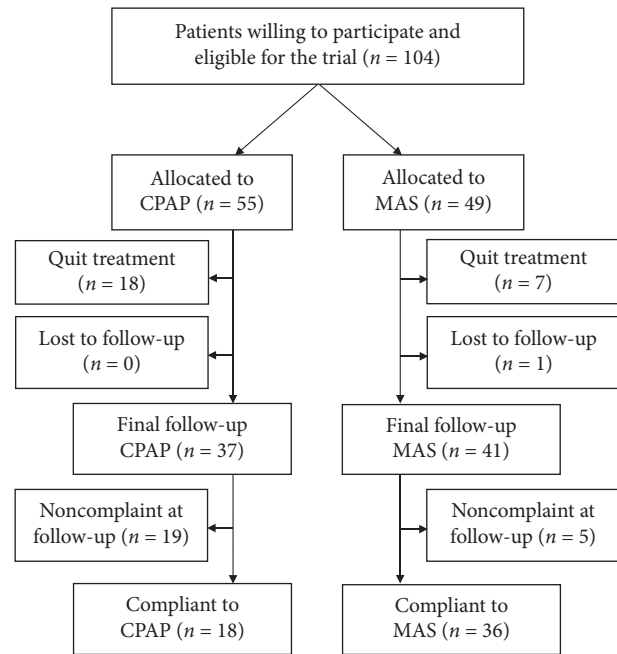 Patients willing to participate and
eligible for the trial (n = 104)
Allocated to
CPAP (n = 55)
Allocated to
MAS (n = 49)
Quit treatment
(n = 18)
Quit treatment
(n = 7)
Lost to follow-up
(n = 0)
Lost to follow-up
(n = 1)
Final follow-up
CPAP (n = 37)
Final follow-up
MAS (n = 41)
Noncomplaint at
follow-up (n = 19)
Noncomplaint at
follow-up (n = 5)
Compliant to
CPAP (n = 18)
Compliant to
MAS (n = 36)